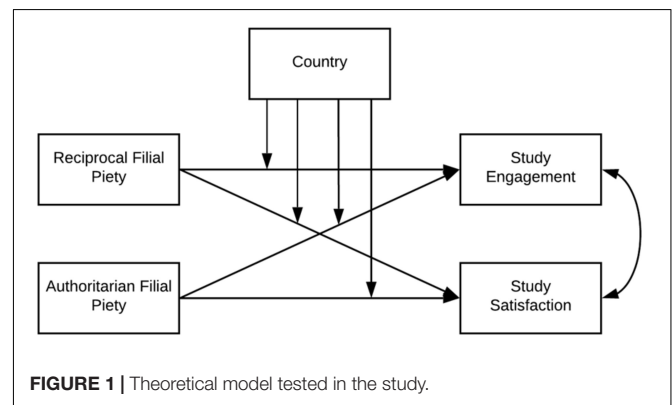 Country
Reciprocal Filial
Piety
Study
Engagement
Authoritarian Filial
Piety
Study
Satisfaction
FIGURE 1 | Theoretical model tested in the study.